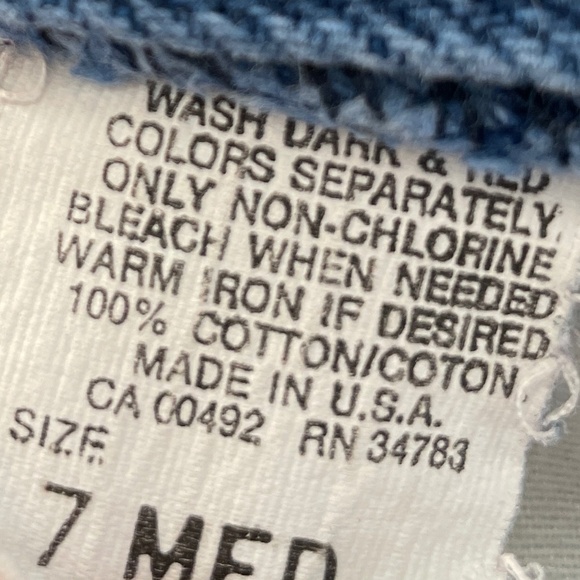 WASH DARK & RED
COLORS SEPARATELY.
ONLY NON-CHLORINE
BLEACH WHEN NEEDED
WARM IRON IF DESIRED
100% COTTON/COTON
MADE IN U.S.A.
CA 00492 RN 34783
SIZE
7 MED